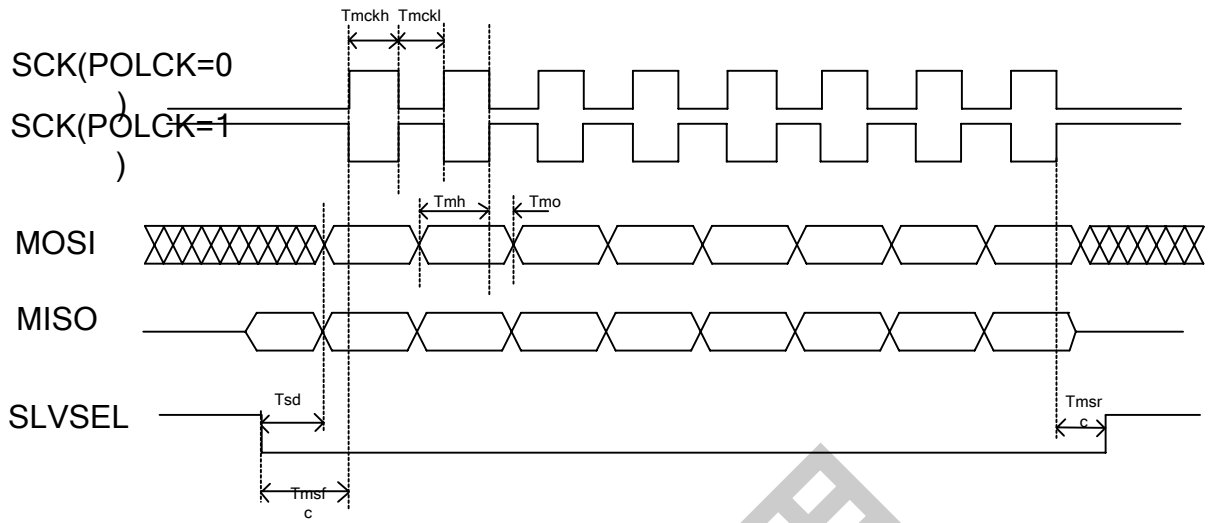 Tmckh Tmckl
SCK(POLCK=0
)
SCK(POLCK=1
)
Tmh
Tmo
MOSI
MISO
Tsd
SLVSEL
Tmsr
c
Tmsf
c